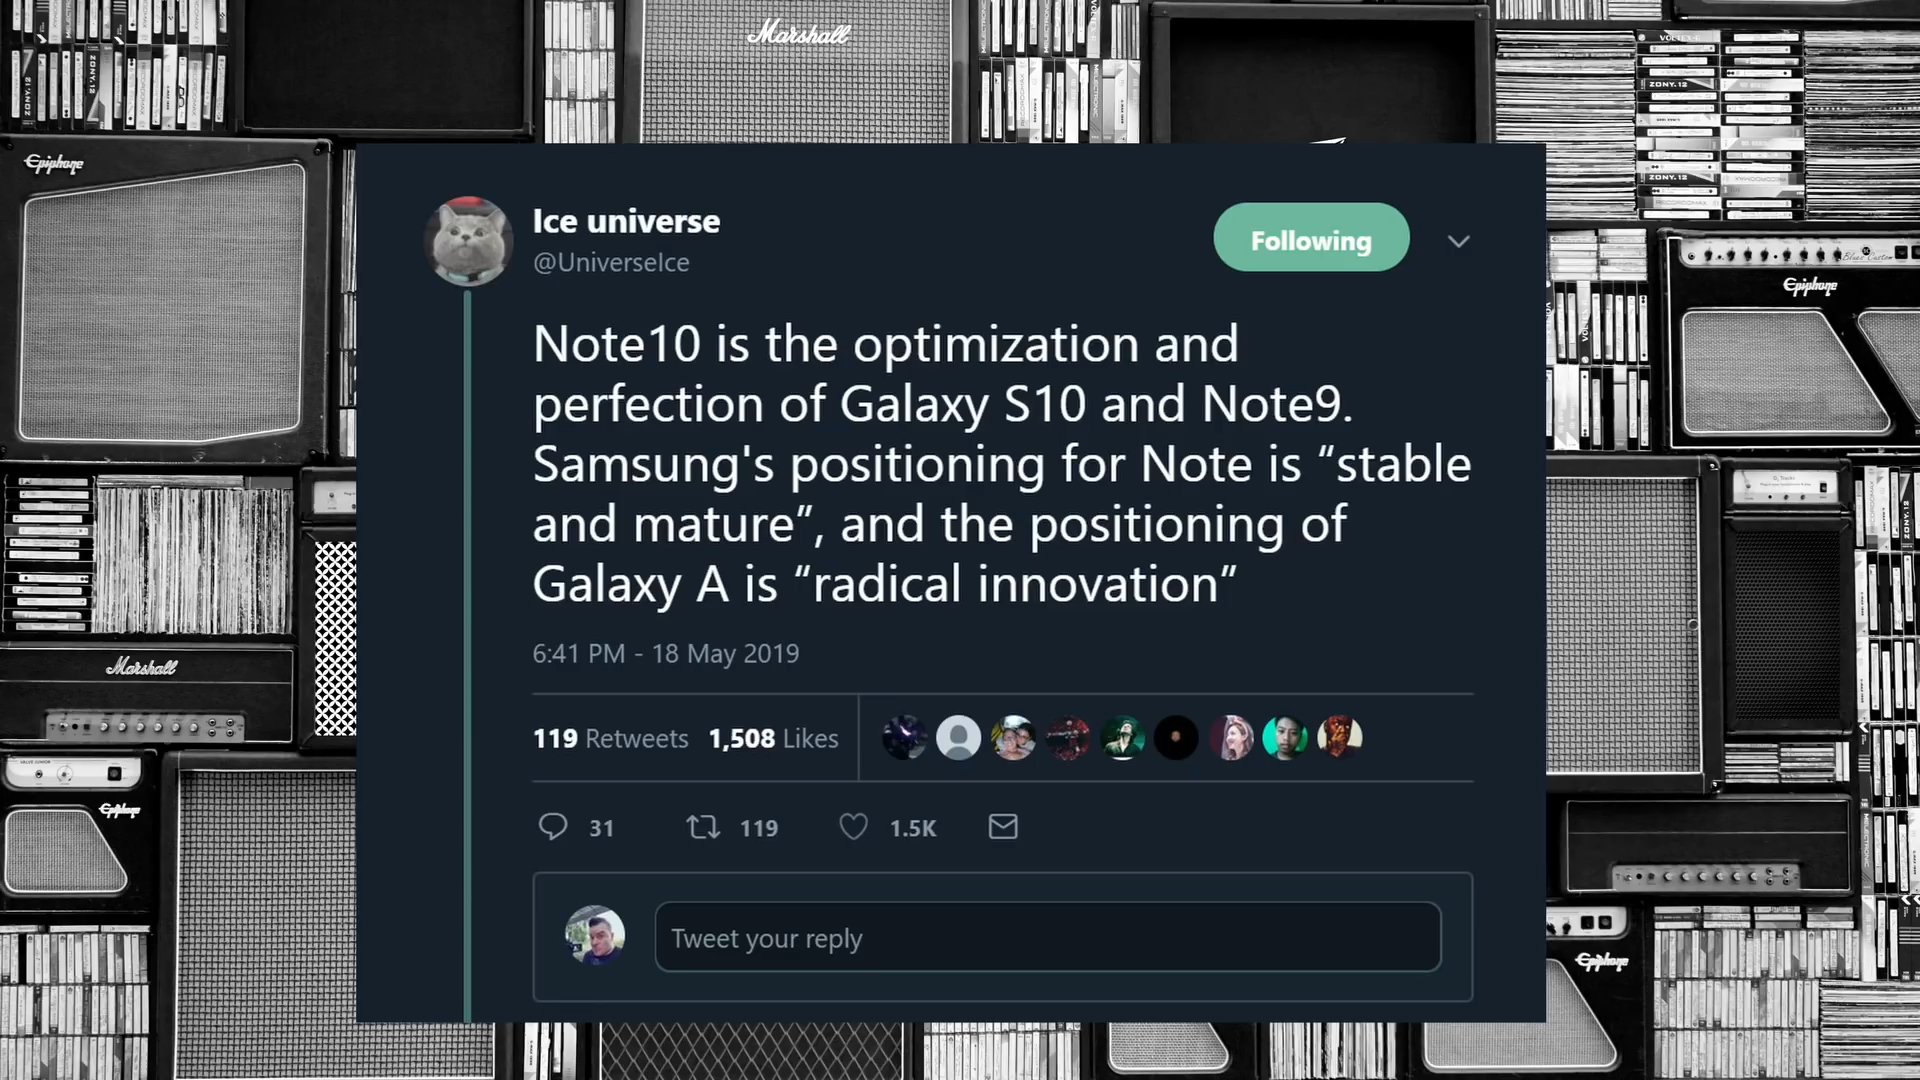 Marshall
Epiphone
Ice universe
@UniverseIce
Following
Epiphone
Note10 is the optimization and
perfection of Galaxy S10 and Note9.
Samsung's positioning for Note is “stable
and mature”, and the positioning of
Galaxy A is “radical innovation”
6:41 PM - 18 May 2019
Marshall
119 Retweets 1,508 Likes
Epiphone
31 119 1.5K
Tweet your reply
Epiphone